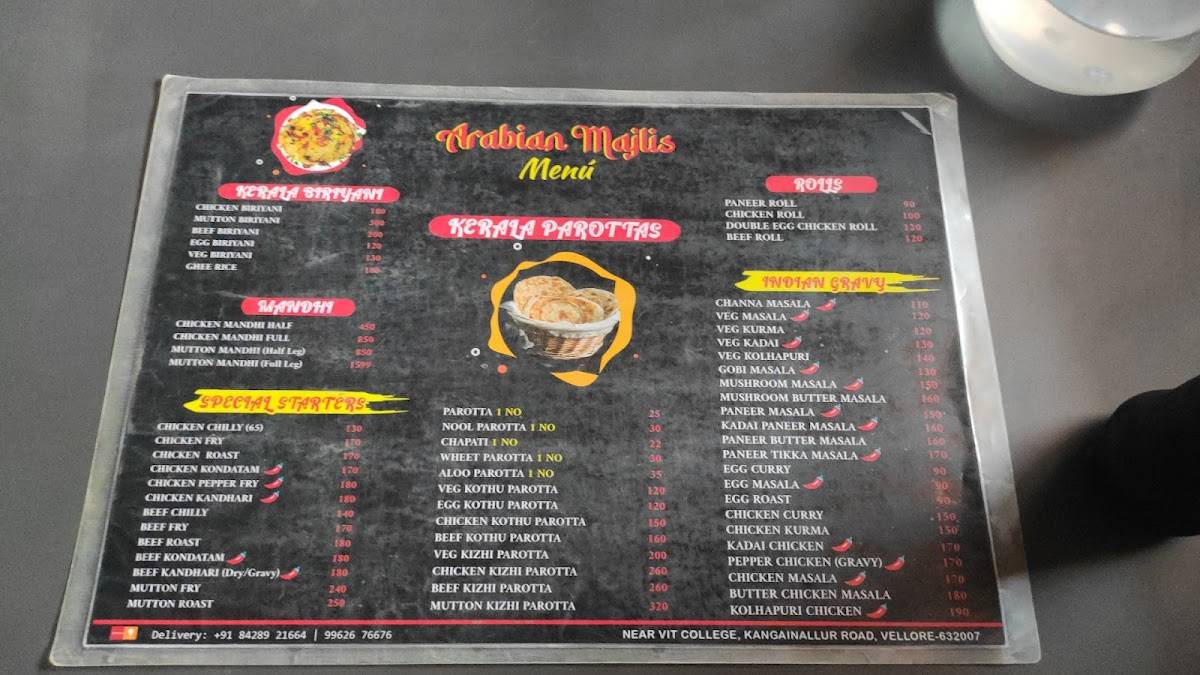 Arabian Majlis
Menú
KERALA BIRIYANI
CHICKEN BIRIYANI 180
MUTTON BIRIYANI 300
BEEF BIRIYANI 200
EGG BIRIYANI 120
VEG BIRIYANI 130
GHEE RICE 100
MANDHI
CHICKEN MANDHI HALF 450
CHICKEN MANDHI FULL 850
MUTTON MANDHI (Half Leg) 850
MUTTON MANDHI (Full Leg) 1599
SPECIAL STARTERS
CHICKEN CHILLY (65) 130
CHICKEN FRY 170
CHICKEN ROAST 170
CHICKEN KONDATAM 170
CHICKEN PEPPER FRY 180
CHICKEN KANDHARI 180
BEEF CHILLY 140
BEEF FRY 170
BEEF ROAST 180
BEEF KONDATAM 180
BEEF KANDHARI (Dry/Gravy) 180
MUTTON FRY 240
MUTTON ROAST 250
KERALA PAROTTAS
PAROTTA 1 NO 25
NOOL PAROTTA 1 NO 30
CHAPATI 1 NO 22
WHEET PAROTTA 1 NO 30
ALOO PAROTTA 1 NO 35
VEG KOTHU PAROTTA 120
EGG KOTHU PAROTTA 120
CHICKEN KOTHU PAROTTA 150
BEEF KOTHU PAROTTA 160
VEG KIZHI PAROTTA 200
CHICKEN KIZHI PAROTTA 260
BEEF KIZHI PAROTTA 260
MUTTON KIZHI PAROTTA 320
ROLLS
PANEER ROLL 90
CHICKEN ROLL 100
DOUBLE EGG CHICKEN ROLL 120
BEEF ROLL 120
INDIAN GRAVY
CHANNA MASALA 110
VEG MASALA 120
VEG KURMA 120
VEG KADAI 130
VEG KOLHAPURI 140
GOBI MASALA 130
MUSHROOM MASALA 150
MUSHROOM BUTTER MASALA 160
PANEER MASALA 150
KADAI PANEER MASALA 160
PANEER BUTTER MASALA 160
PANEER TIKKA MASALA 170
EGG CURRY 90
EGG MASALA 90
EGG ROAST 90
CHICKEN CURRY 150
CHICKEN KURMA 150
KADAI CHICKEN 170
PEPPER CHICKEN (GRAVY) 170
CHICKEN MASALA 170
BUTTER CHICKEN MASALA 180
KOLHAPURI CHICKEN 190
Delivery: +91 84289 21664 | 99626 76676
NEAR VIT COLLEGE, KANGAINALLUR ROAD, VELLORE-632007